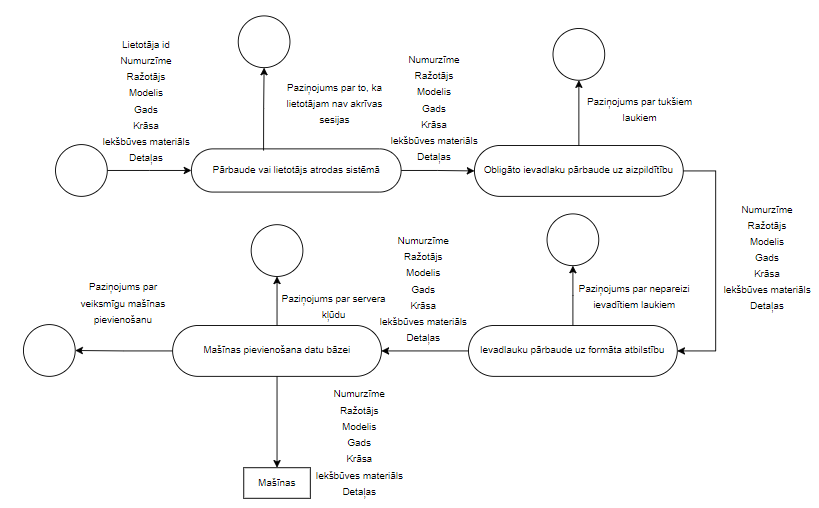 Lietotāja id
Numurzīme
Ražotājs
Modelis
Gads
Krāsa
Iekšbūves materiāls
Detaļas
Paziņojums par to, ka
lietotājam nav akrīvas
sesijas
Pārbaude vai lietotājs atrodas sistēmā
Numurzīme
Ražotājs
Modelis
Gads
Krāsa
Iekšbūves materiāls
Detaļas
Paziņojums par tukšiem
laukiem
Obligāto ievadlaku pārbaude uz aizpildītību
Numurzīme
Ražotājs
Modelis
Gads
Krāsa
Iekšbūves materiāls
Detaļas
Paziņojums par nepareizi
ievadītiem laukiem
Ievadlauku pārbaude uz formāta atbilstību
Numurzīme
Ražotājs
Modelis
Gads
Krāsa
Iekšbūves materiāls
Detaļas
Paziņojums par servera
kļūdu
Mašīnas pievienošana datu bāzei
Paziņojums par
veiksmīgu mašīnas
pievienošanu
Numurzīme
Ražotājs
Modelis
Gads
Krāsa
Iekšbūves materiāls
Detaļas
Mašīnas